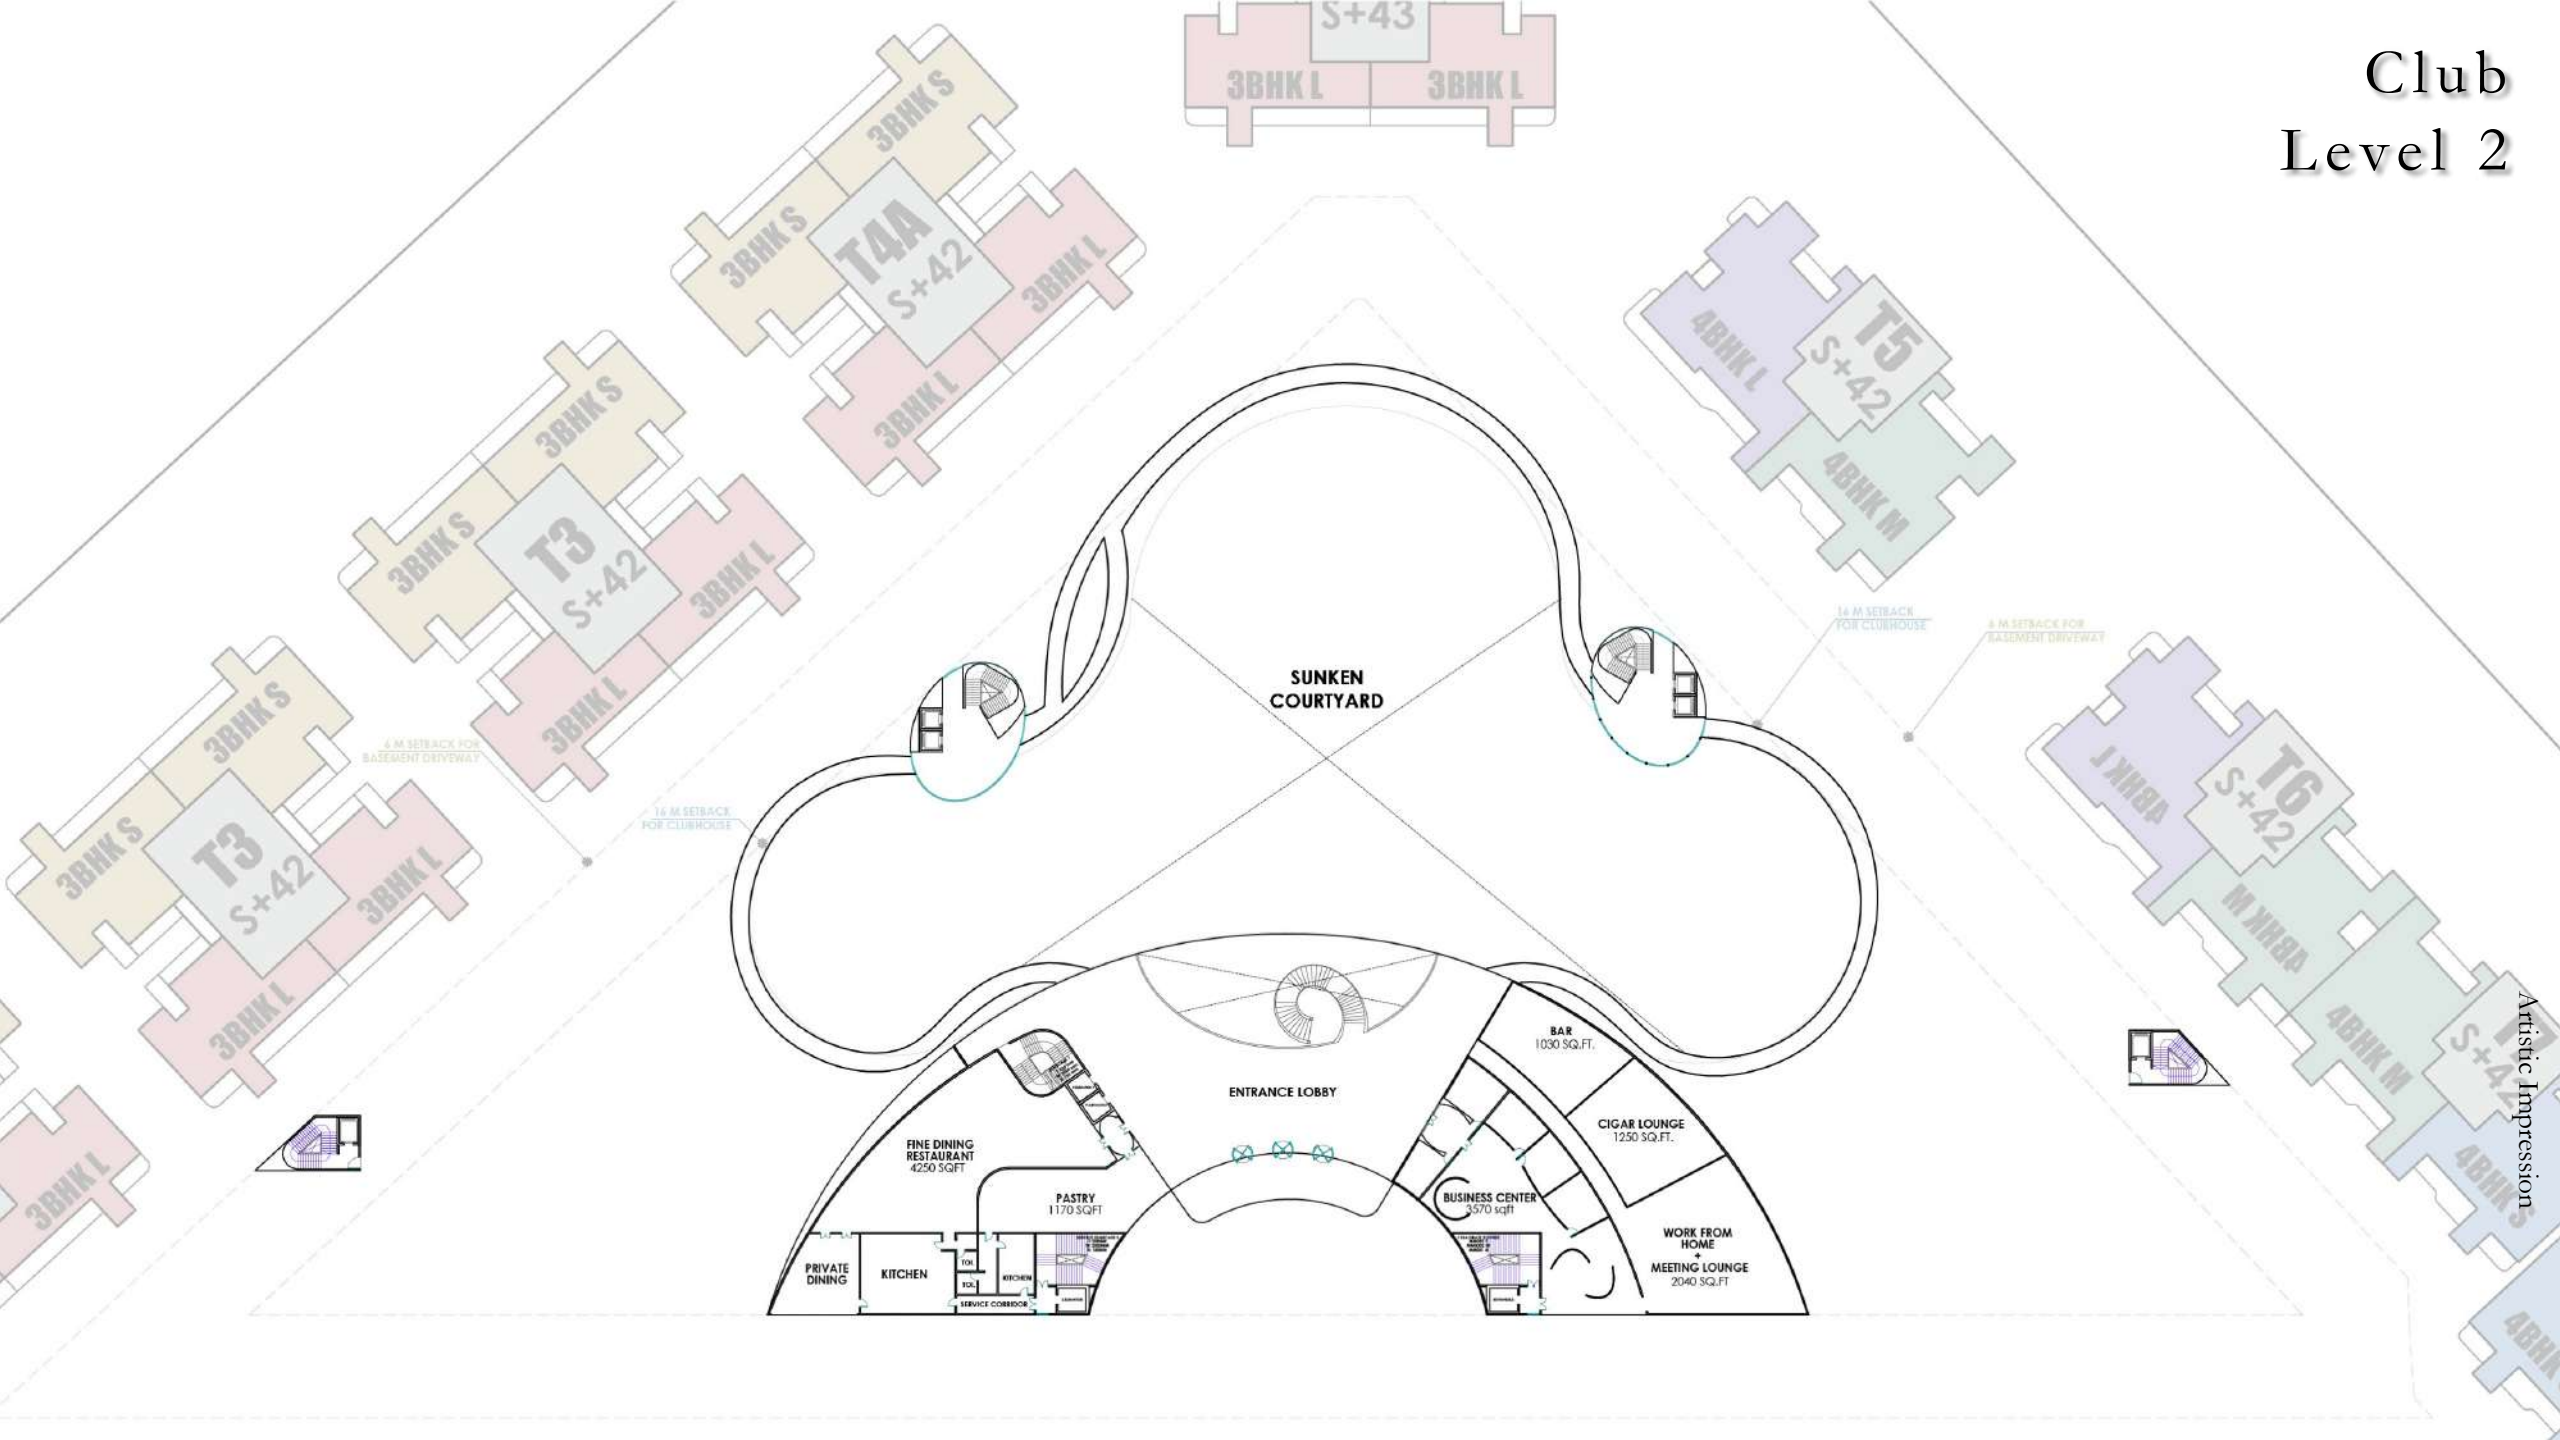 Club
Level 2
S+43
3BHK L
3BHK L
3BHK S
3BHK S
T4A
S+42
3BHK L
3BHK L
3BHK S
3BHK S
T3
S+42
3BHK L
3BHK L
3BHK S
3BHK S
T3
S+42
3BHK L
3BHK L
3BHK L
4BHK L
T5
S+42
4BHK M
4BHK L
T6
S+42
4BHK M
4BHK M
T7
S+42
4BHK S
4BHK
16 M SETBACK
FOR CLUBHOUSE
6 M SETBACK FOR
BASEMENT DRIVEWAY
6 M SETBACK FOR
BASEMENT DRIVEWAY
16 M SETBACK
FOR CLUBHOUSE
SUNKEN
COURTYARD
ENTRANCE LOBBY
BAR
1030 SQ.FT.
CIGAR LOUNGE
1250 SQ.FT.
FINE DINING
RESTAURANT
4250 SQFT
PASTRY
1170 SQFT
BUSINESS CENTER
3570 sqft
WORK FROM
HOME
+
MEETING LOUNGE
2040 SQ.FT
PRIVATE
DINING
KITCHEN
TOI.
TOI.
KITCHEN
SERVICE CORRIDOR
Artistic Impression